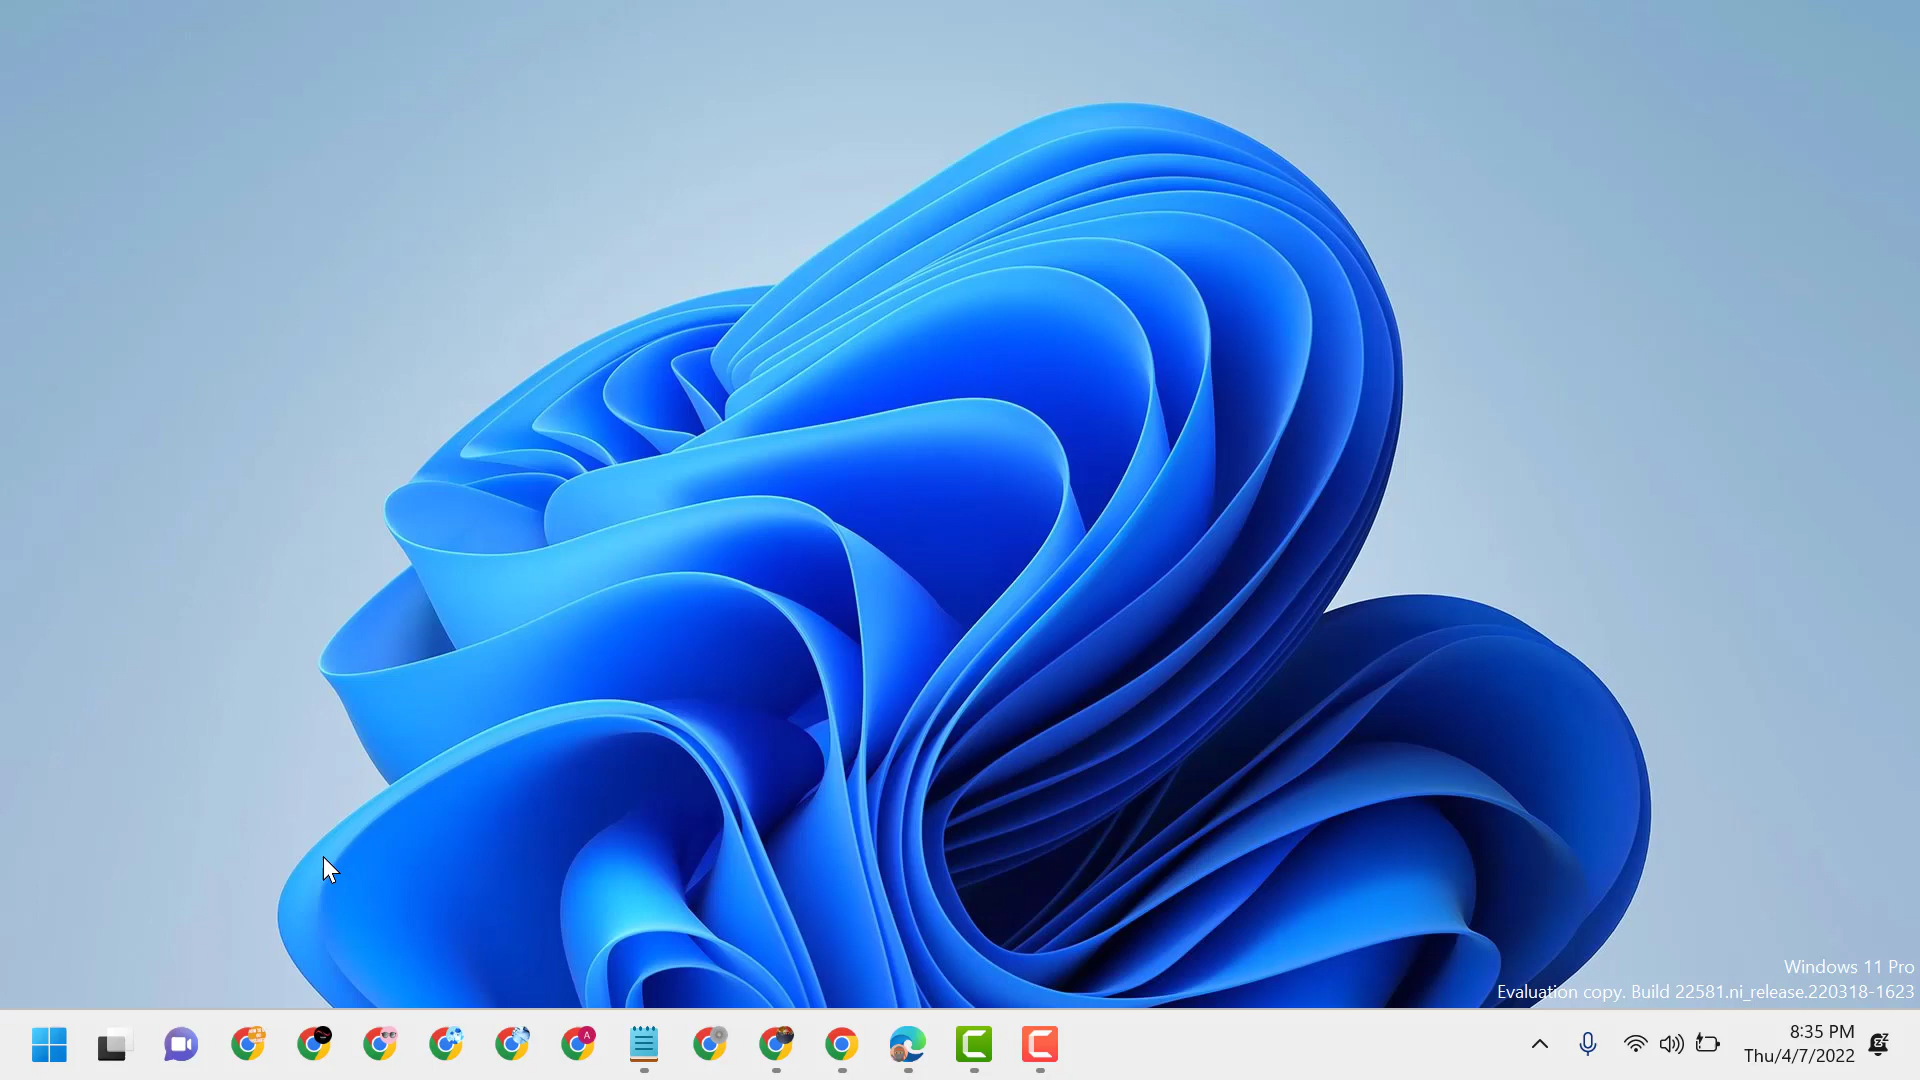 Windows 11 Pro
Evaluation copy. Build 22581.ni_release.220318-1623
A
8:35 PM
Thu/4/7/2022